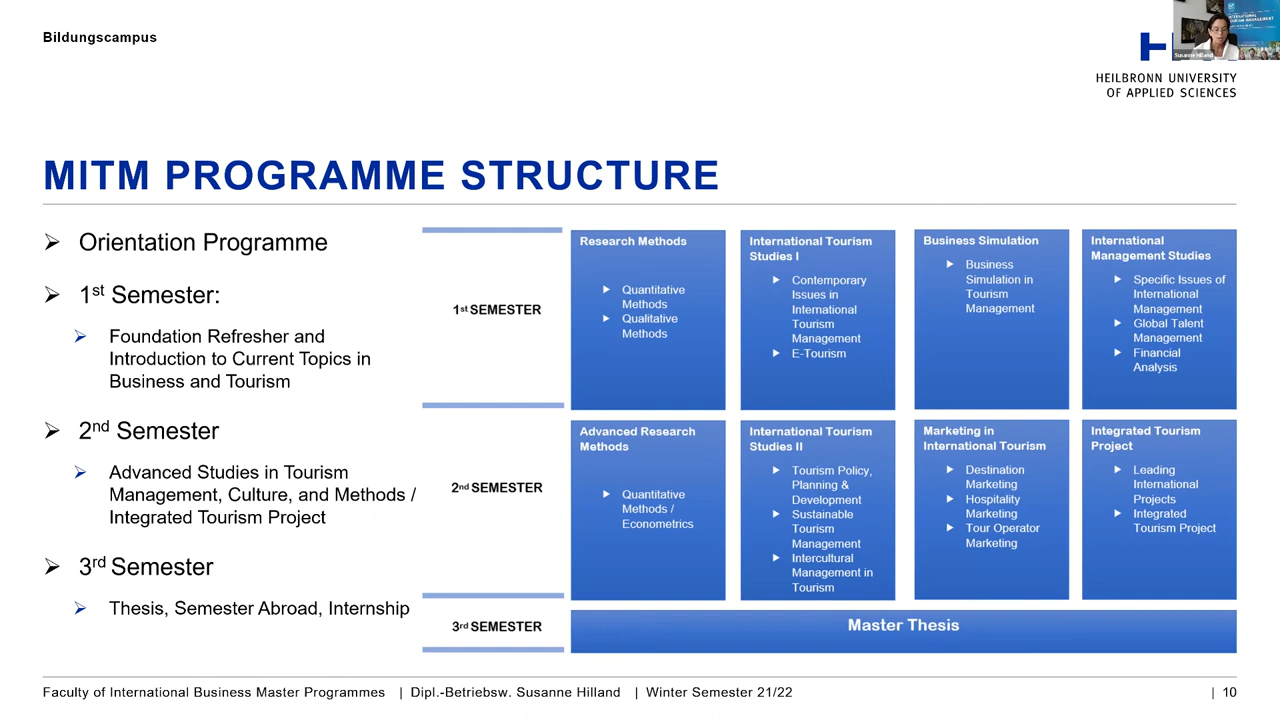 Bildungscampus
Susanne Hilland
HEILBRONN UNIVERSITY
OF APPLIED SCIENCES
MITM PROGRAMME STRUCTURE
➢ Orientation Programme
➢ 1st Semester:
➢ Foundation Refresher and
Introduction to Current Topics in
Business and Tourism
➢ 2nd Semester
➢ Advanced Studies in Tourism
Management, Culture, and Methods /
Integrated Tourism Project
➢ 3rd Semester
➢ Thesis, Semester Abroad, Internship
1st SEMESTER
Research Methods
Quantitative
Methods
Qualitative
Methods
International Tourism
Studies I
Contemporary
Issues in
International
Tourism
Management
E-Tourism
Business Simulation
Business
Simulation in
Tourism
Management
International
Management Studies
Specific Issues of
International
Management
Global Talent
Management
Financial
Analysis
2nd SEMESTER
Advanced Research
Methods
Quantitative
Methods /
Econometrics
International Tourism
Studies II
Tourism Policy,
Planning &
Development
Sustainable
Tourism
Management
Intercultural
Management in
Tourism
Marketing in
International Tourism
Destination
Marketing
Hospitality
Marketing
Tour Operator
Marketing
Integrated Tourism
Project
Leading
International
Projects
Integrated
Tourism Project
3rd SEMESTER
Master Thesis
Faculty of International Business Master Programmes | Dipl.-Betriebsw. Susanne Hilland | Winter Semester 21/22 | 10